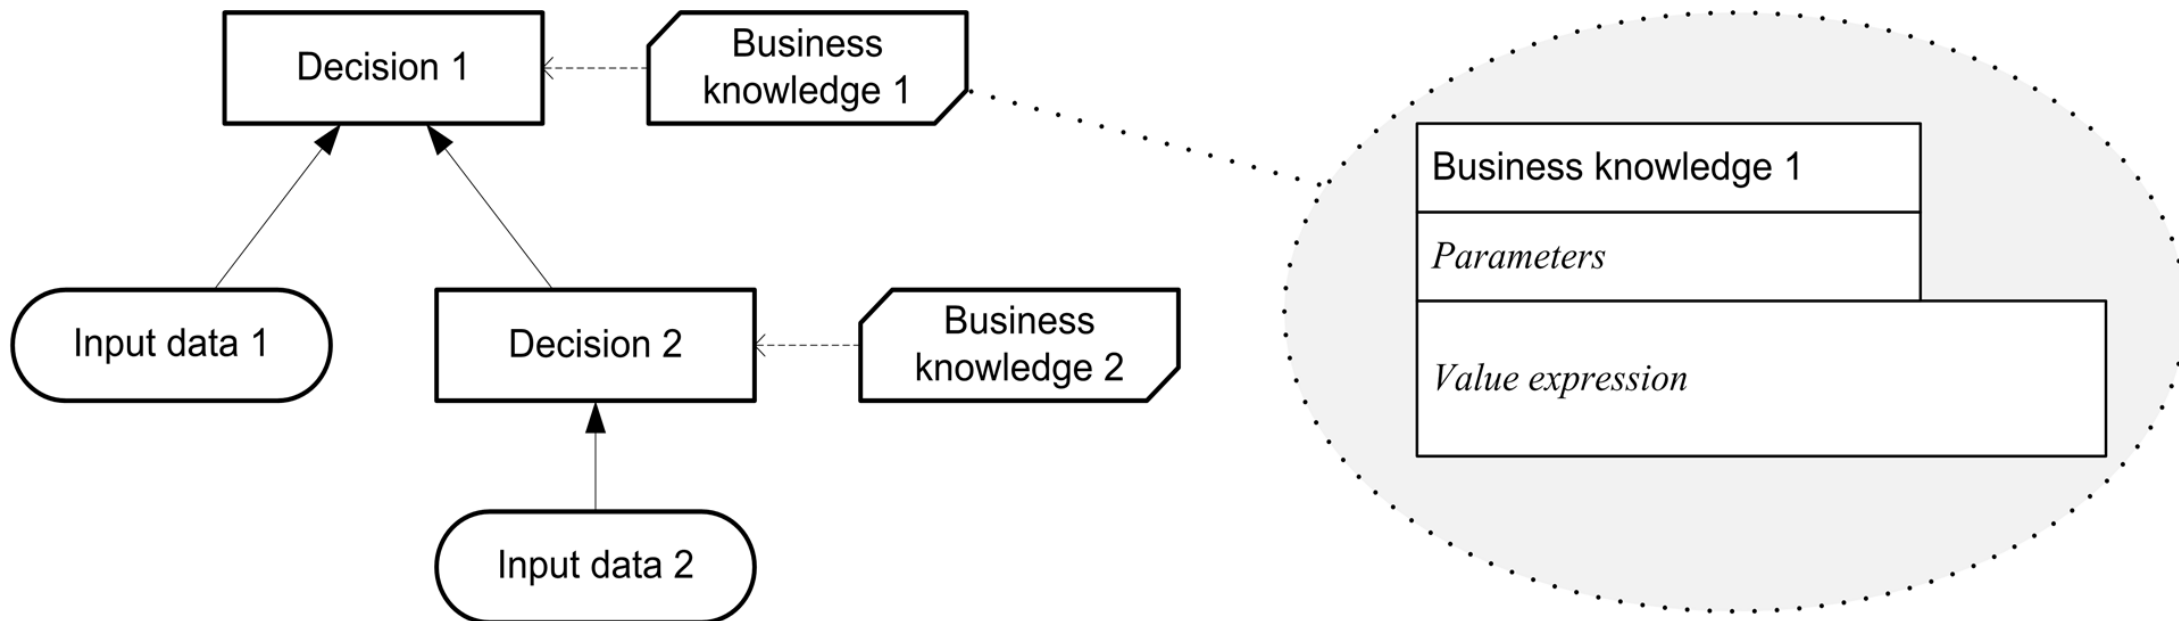 Decision 1
Business
knowledge 1
Business knowledge 1
Parameters
Value expression
Input data 1
Decision 2
Business
knowledge 2
Input data 2